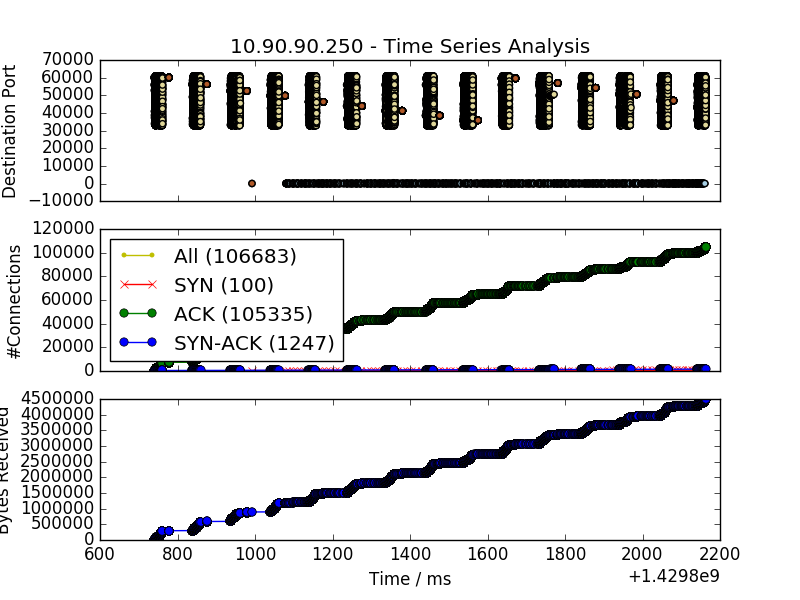 10.90.90.250 - Time Series Analysis
70000
60000
50000
40000
30000
20000
10000
0
−10000
Destination Port
120000
100000
80000
60000
40000
20000
0
#Connections
All (106683)
SYN (100)
ACK (105335)
SYN-ACK (1247)
4500000
4000000
3500000
3000000
2500000
2000000
1500000
1000000
500000
0
Bytes Received
600 800 1000 1200 1400 1600 1800 2000 2200
Time / ms
+1.4298e9